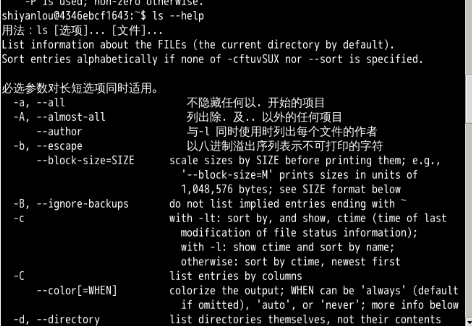 -P is used; non-zero otherwise.
shiyanlou@4346ebcf1643:~$ ls --help
用法：ls [选项]... [文件]...
List information about the FILEs (the current directory by default).
Sort entries alphabetically if none of -cftuvSUX nor --sort is specified.
必选参数对长短选项同时适用。
-a, --all 不隐藏任何以. 开始的项目
-A, --almost-all 列出除. 及.. 以外的任何项目
--author 与-l 同时使用时列出每个文件的作者
-b, --escape 以八进制溢出序列表示不可打印的字符
--block-size=SIZE scale sizes by SIZE before printing them; e.g.,
'--block-size=M' prints sizes in units of
1,048,576 bytes; see SIZE format below
-B, --ignore-backups do not list implied entries ending with ~
-c with -lt: sort by, and show, ctime (time of last
modification of file status information);
with -l: show ctime and sort by name;
otherwise: sort by ctime, newest first
-C list entries by columns
--color[=WHEN] colorize the output; WHEN can be 'always' (default
if omitted), 'auto', or 'never'; more info below
-d, --directory list directories themselves, not their contents